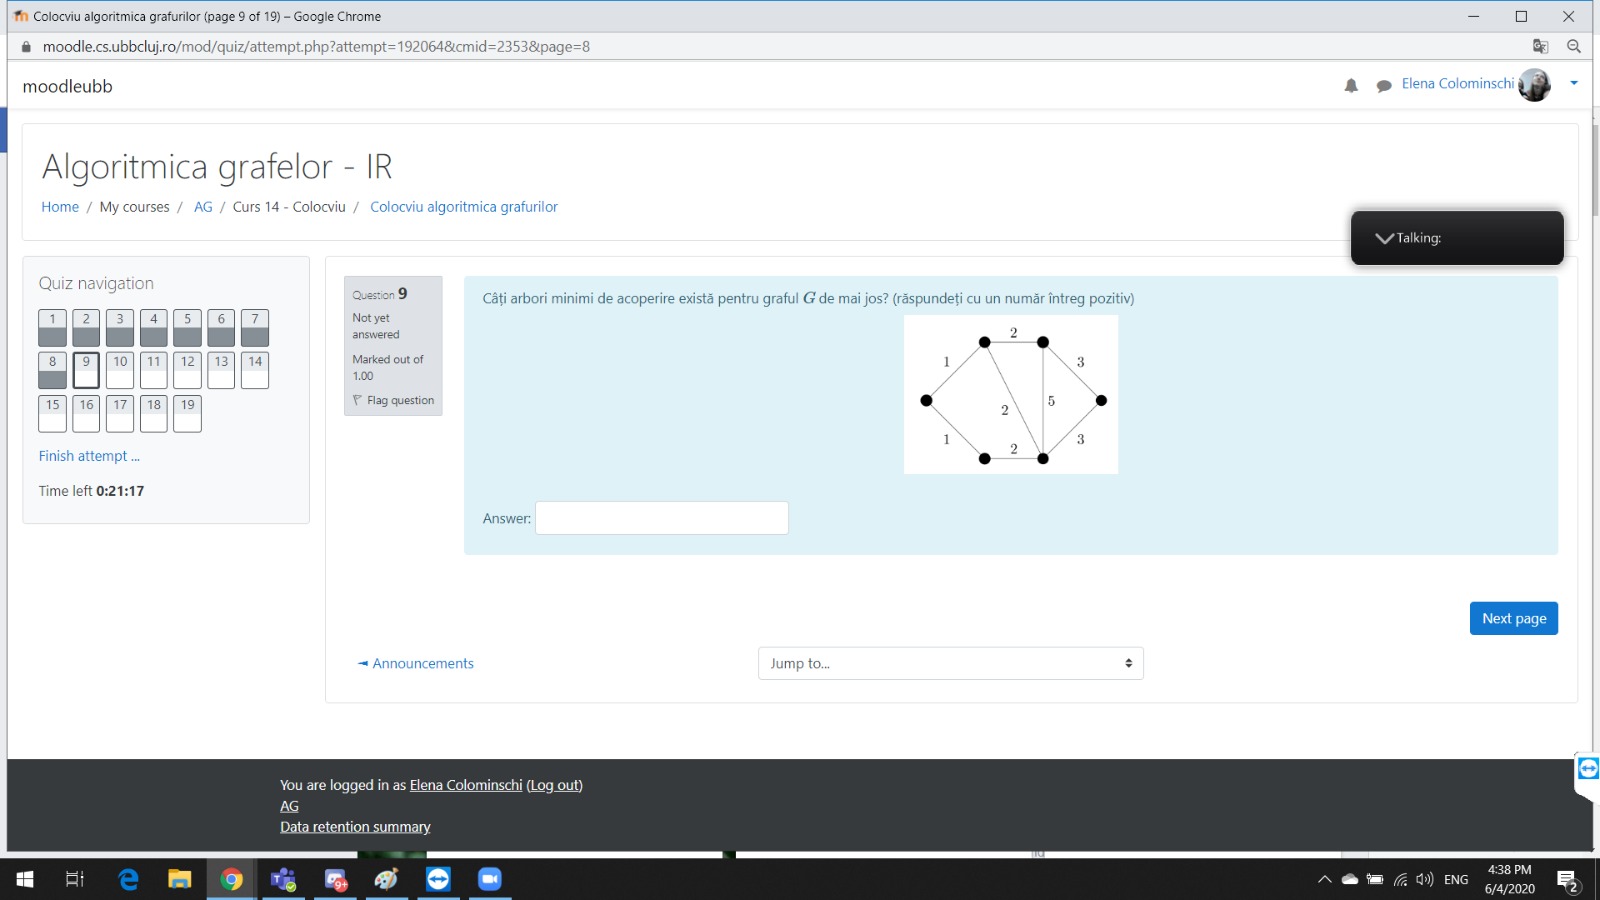 Colocviu algoritmica grafurilor (page 9 of 19) – Google Chrome
moodle.cs.ubbcluj.ro/mod/quiz/attempt.php?attempt=192064&cmid=2353&page=8
moodleubb
Elena Colominschi
Algoritmica grafelor - IR
Home / My courses / AG / Curs 14 - Colocviu / Colocviu algoritmica grafurilor
Talking:
Quiz navigation
1 2 3 4 5 6 7
8 9 10 11 12 13 14
15 16 17 18 19
Finish attempt ...
Time left 0:21:17
Question 9
Not yet
answered
Marked out of
1.00
Flag question
Câți arbori minimi de acoperire există pentru graful G de mai jos? (răspundeți cu un număr întreg pozitiv)
2
1
3
2
5
1
2
3
Answer:
Next page
◄ Announcements
Jump to...
You are logged in as Elena Colominschi (Log out)
AG
Data retention summary
9+
ENG
4:38 PM
6/4/2020
2